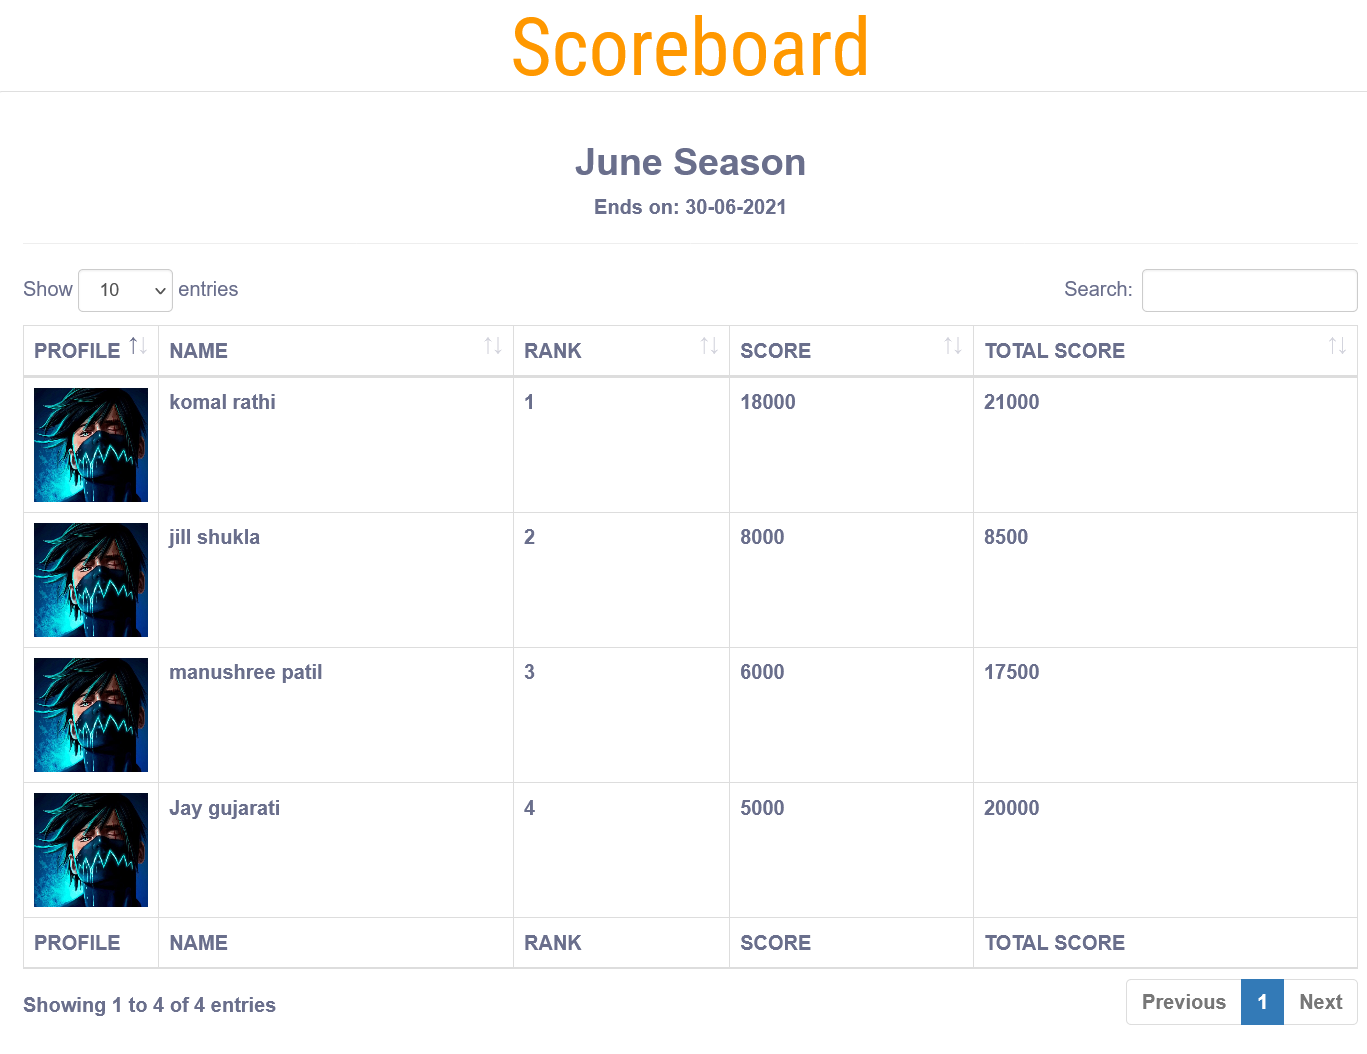 Scoreboard
June Season
Ends on: 30-06-2021
Show 10 entries Search:
PROFILE NAME RANK SCORE TOTAL SCORE
komal rathi 1 18000 21000
jill shukla 2 8000 8500
manushree patil 3 6000 17500
Jay gujarati 4 5000 20000
PROFILE NAME RANK SCORE TOTAL SCORE
Showing 1 to 4 of 4 entries Previous 1 Next